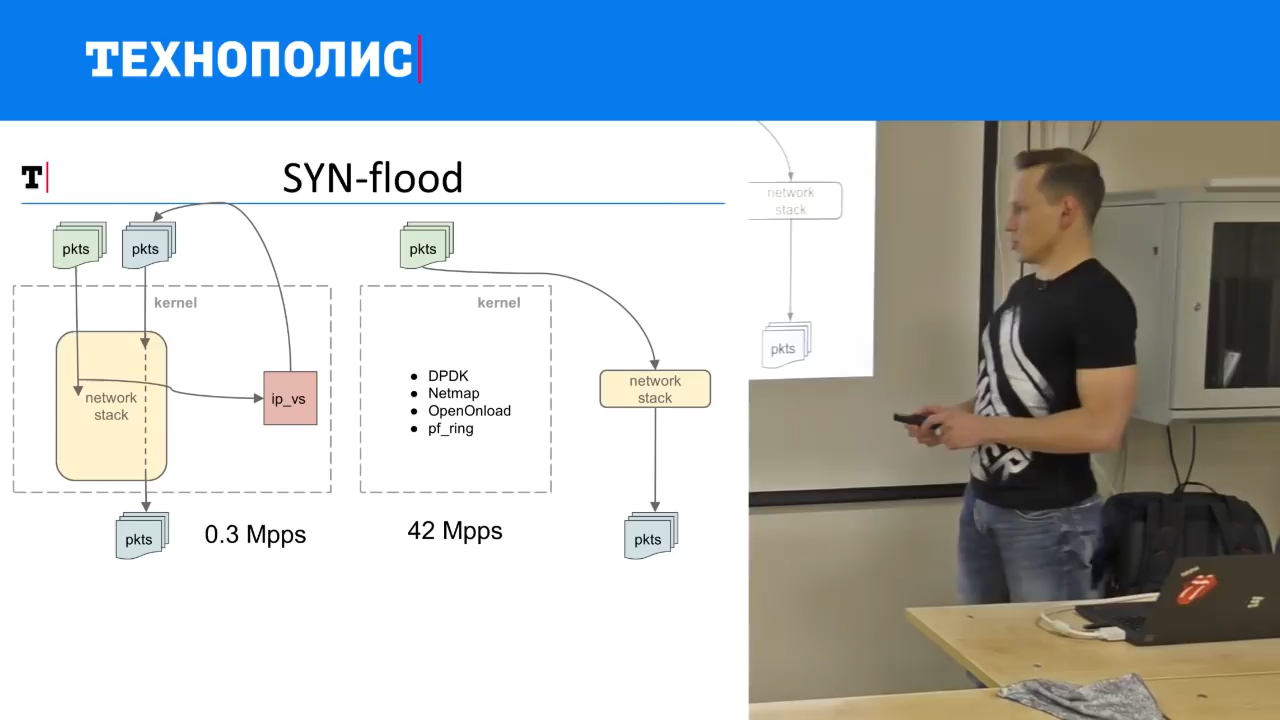 ТЕХНОПОЛИС
T
SYN-flood
pkts
pkts
kernel
network
stack
ip_vs
pkts
0.3 Mpps
pkts
kernel
DPDK
Netmap
OpenOnload
pf_ring
network
stack
42 Mpps
pkts
network
stack
pkts